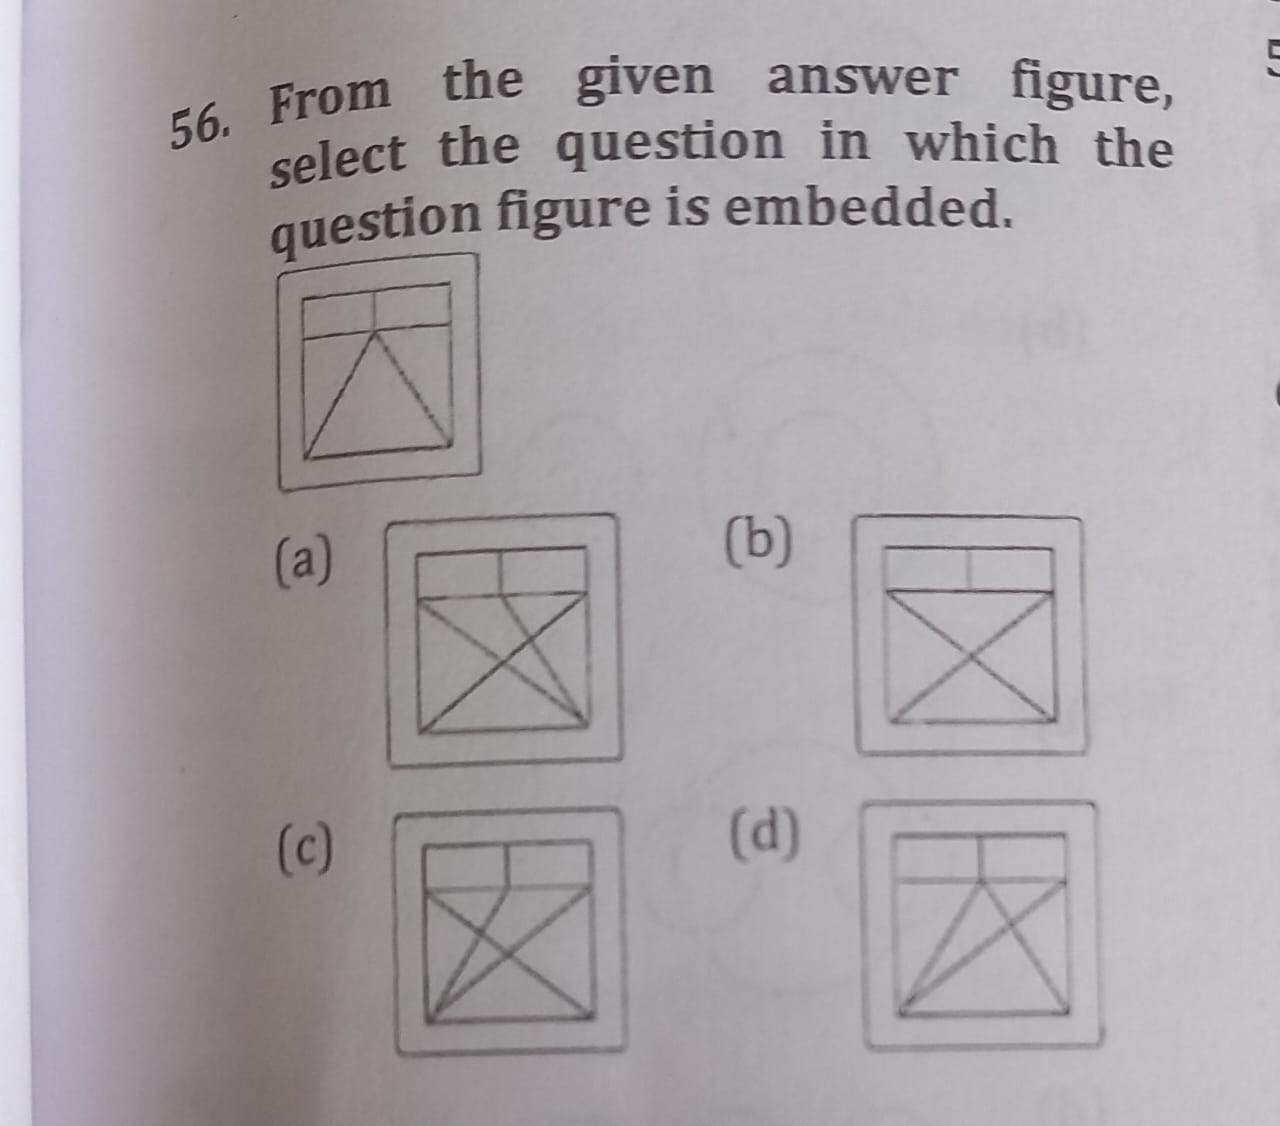 56. From the given answer figure,
select the question in which the
question figure is embedded.
(a)
(b)
(c)
(d)